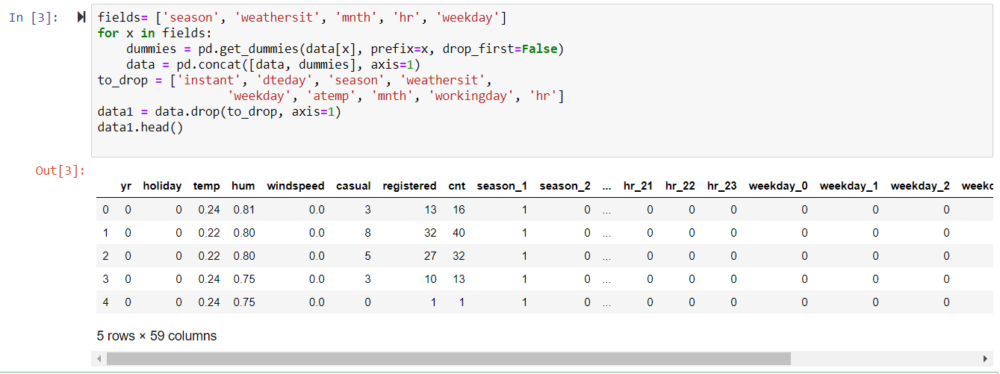 In [3]:
fields= ['season', 'weathersit', 'mnth', 'hr', 'weekday']
for x in fields:
    dummies = pd.get_dummies(data[x], prefix=x, drop_first=False)
    data = pd.concat([data, dummies], axis=1)
to_drop = ['instant', 'dteday', 'season', 'weathersit',
                  'weekday', 'atemp', 'mnth', 'workingday', 'hr']
data1 = data.drop(to_drop, axis=1)
data1.head()
Out[3]:
yr holiday temp hum windspeed casual registered cnt season_1 season_2 ... hr_21 hr_22 hr_23 weekday_0 weekday_1 weekday_2
0 0 0 0.24 0.81 0.0 3 13 16 1 0 ... 0 0 0 0 0 0
1 0 0 0.22 0.80 0.0 8 32 40 1 0 ... 0 0 0 0 0 0
2 0 0 0.22 0.80 0.0 5 27 32 1 0 ... 0 0 0 0 0 0
3 0 0 0.24 0.75 0.0 3 10 13 1 0 ... 0 0 0 0 0 0
4 0 0 0.24 0.75 0.0 0 1 1 1 0 ... 0 0 0 0 0 0
5 rows × 59 columns